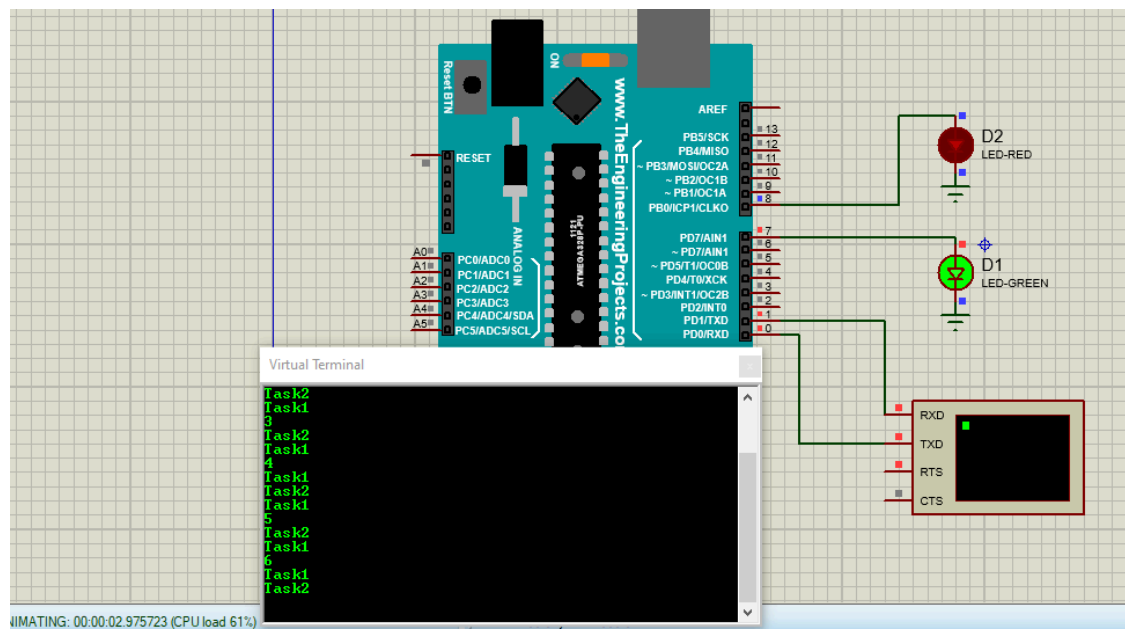 Reset BTN
ON
www.TheEngineeringProjects.co
RESET
ANALOG IN
1121
ATMEGA328P-PU
A0
A1
A2
A3
A4
A5
PC0/ADC0
PC1/ADC1
PC2/ADC2
PC3/ADC3
PC4/ADC4/SDA
PC5/ADC5/SCL
AREF
PB5/SCK 13
PB4/MISO 12
~ PB3/MOSI/OC2A 11
~ PB2/OC1B 10
~ PB1/OC1A 9
PB0/ICP1/CLKO 8
PD7/AIN1 7
~ PD7/AIN1 6
~ PD5/T1/OC0B 5
PD4/T0/XCK 4
~ PD3/INT1/OC2B 3
PD2/INT0 2
PD1/TXD 1
PD0/RXD 0
D2
LED-RED
D1
LED-GREEN
RXD
TXD
RTS
CTS
Virtual Terminal
Task2
Task1
3
Task2
Task1
4
Task1
Task2
Task1
5
Task2
Task1
6
Task1
Task2
NIMATING: 00:00:02.975723 (CPU load 61%)